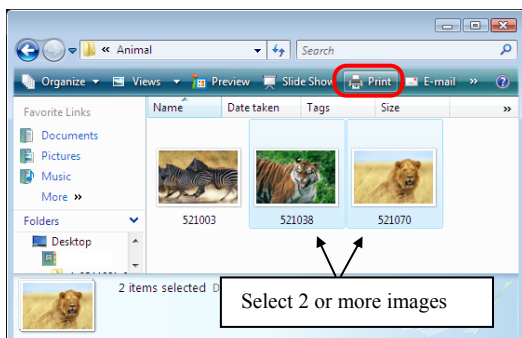 « Animal
Search
Organize Views Preview Slide Show Print E-mail »
Favorite Links
Name Date taken Tags Size »
Documents
Pictures
Music
More »
Folders
Desktop
521003 521038 521070
2 items selected D
Select 2 or more images